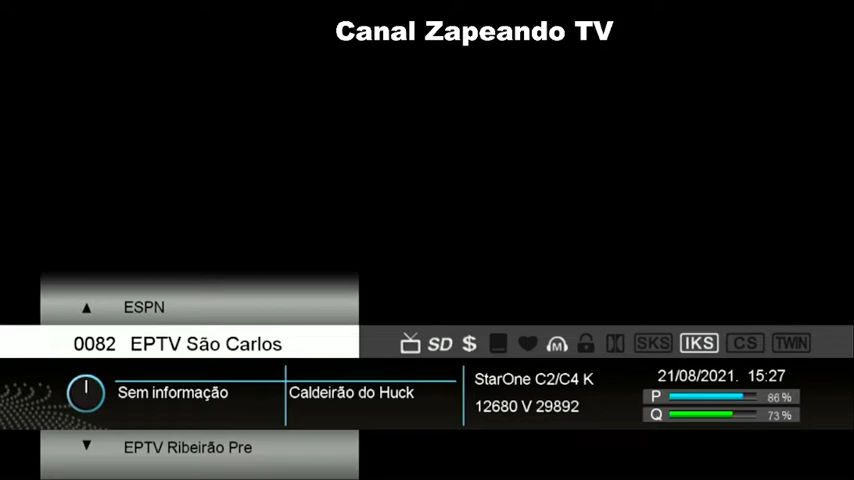 Canal Zapeando TV
ESPN
0082 EPTV São Carlos
SD $ SKS IKS CS TWIN
Sem informação
Caldeirão do Huck
StarOne C2/C4 K
12680 V 29892
21/08/2021. 15:27
P 86 %
Q 73 %
EPTV Ribeirão Pre